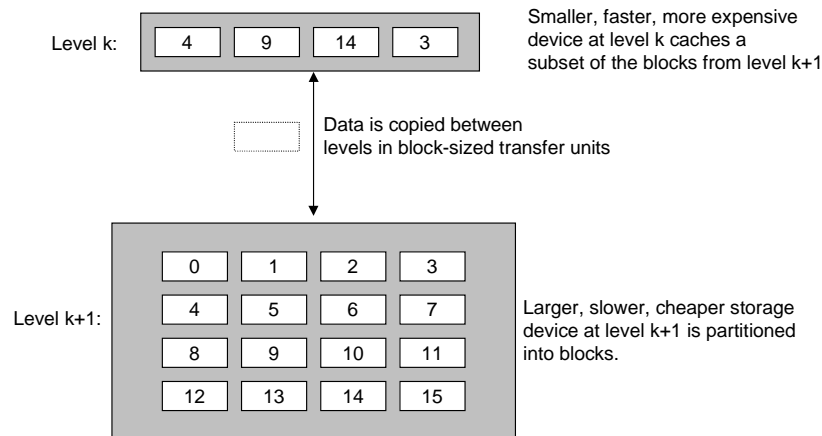 Level k:
4 9 14 3
Smaller, faster, more expensive
device at level k caches a
subset of the blocks from level k+1
Data is copied between
levels in block-sized transfer units
Level k+1:
0 1 2 3
4 5 6 7
8 9 10 11
12 13 14 15
Larger, slower, cheaper storage
device at level k+1 is partitioned
into blocks.